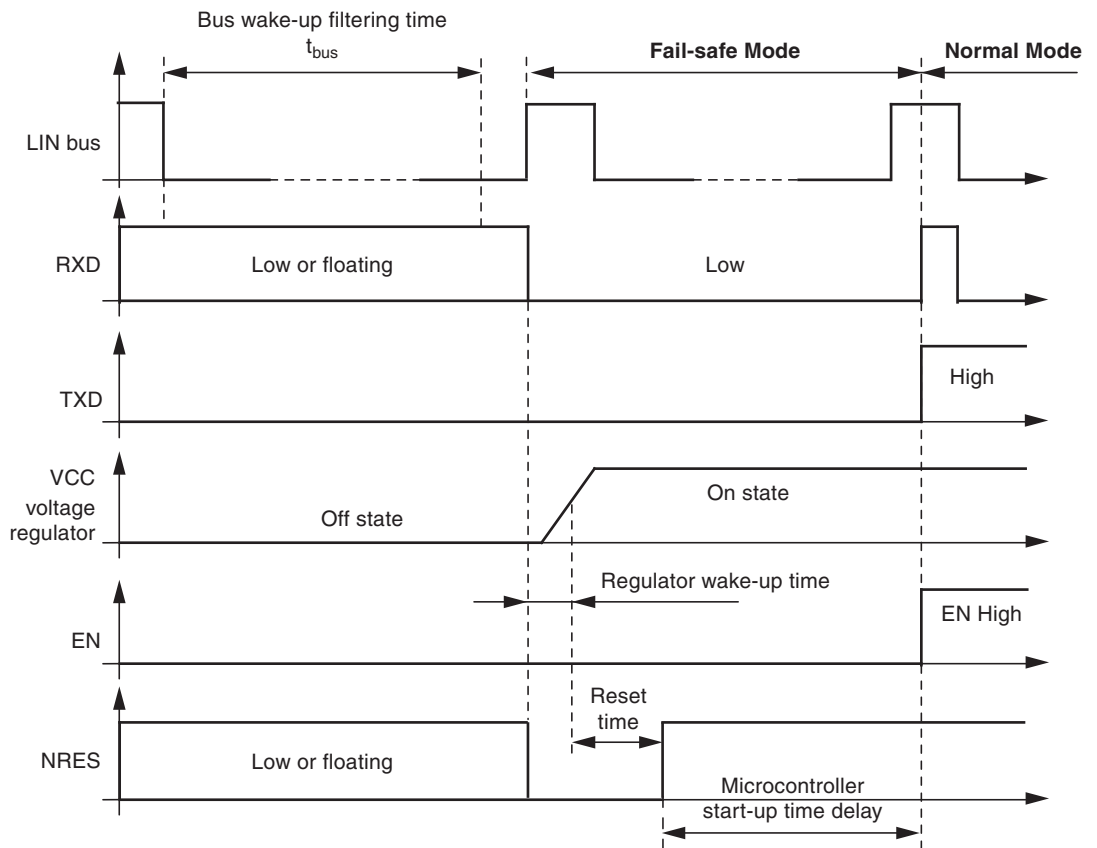 Bus wake-up filtering time
tbus
Fail-safe Mode
Normal Mode
LIN bus
RXD
Low or floating
Low
TXD
High
VCC
voltage
regulator
Off state
On state
Regulator wake-up time
EN
EN High
Reset
time
NRES
Low or floating
Microcontroller
start-up time delay